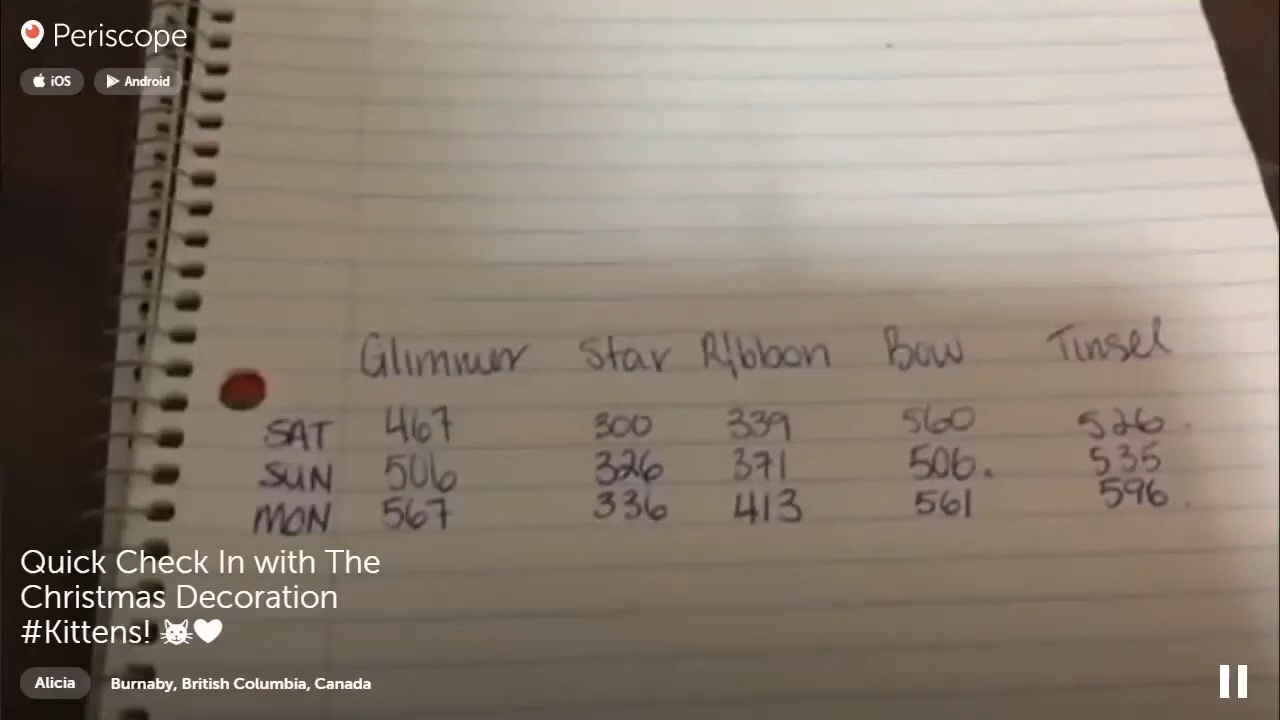 Periscope
iOS Android
Glimmer Star Ribbon Bow Tinsel
SAT 467 300 339 560 526.
SUN 506 326 371 506. 535
MON 567 336 413 561 596.
Quick Check In with The
Christmas Decoration
#Kittens! 🐱❤
Alicia Burnaby, British Columbia, Canada